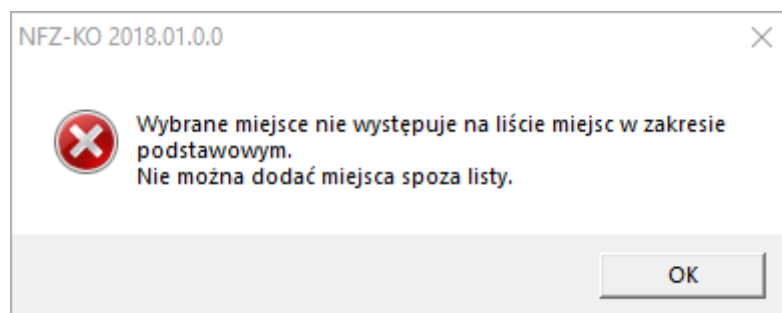 NFZ-KO 2018.01.0.0
Wybrane miejsce nie występuje na liście miejsc w zakresie
podstawowym.
Nie można dodać miejsca spoza listy.
OK